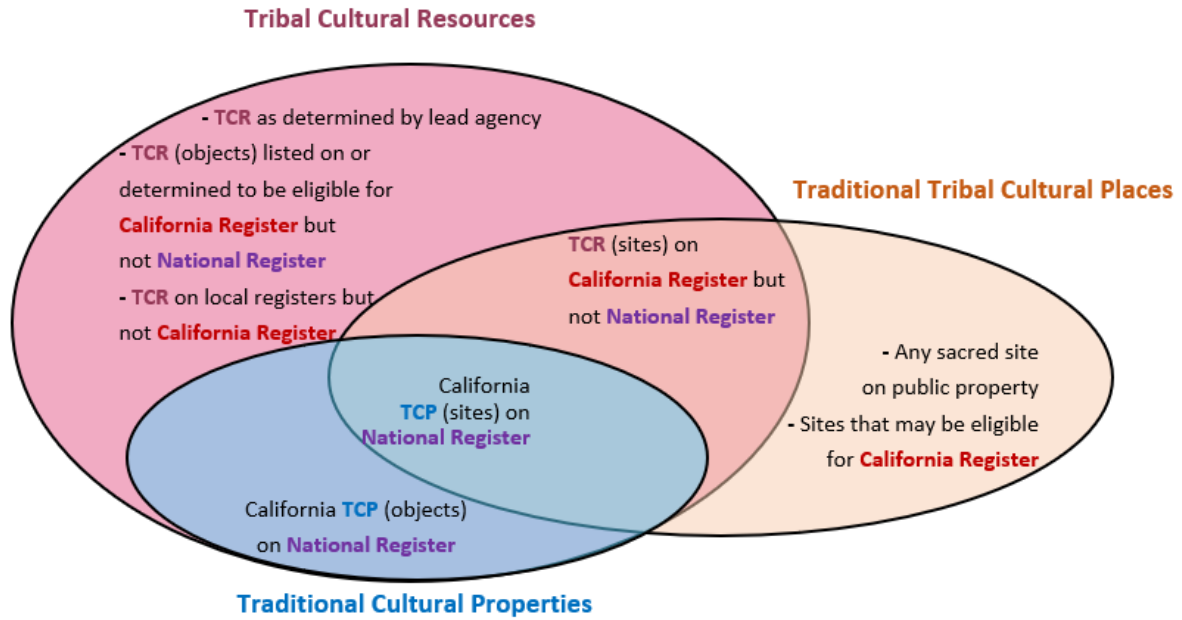 Tribal Cultural Resources
- TCR as determined by lead agency
- TCR (objects) listed on or
determined to be eligible for
California Register but
not National Register
- TCR on local registers but
not California Register
Traditional Tribal Cultural Places
TCR (sites) on
California Register but
not National Register
- Any sacred site
on public property
- Sites that may be eligible
for California Register
California
TCP (sites) on
National Register
California TCP (objects)
on National Register
Traditional Cultural Properties